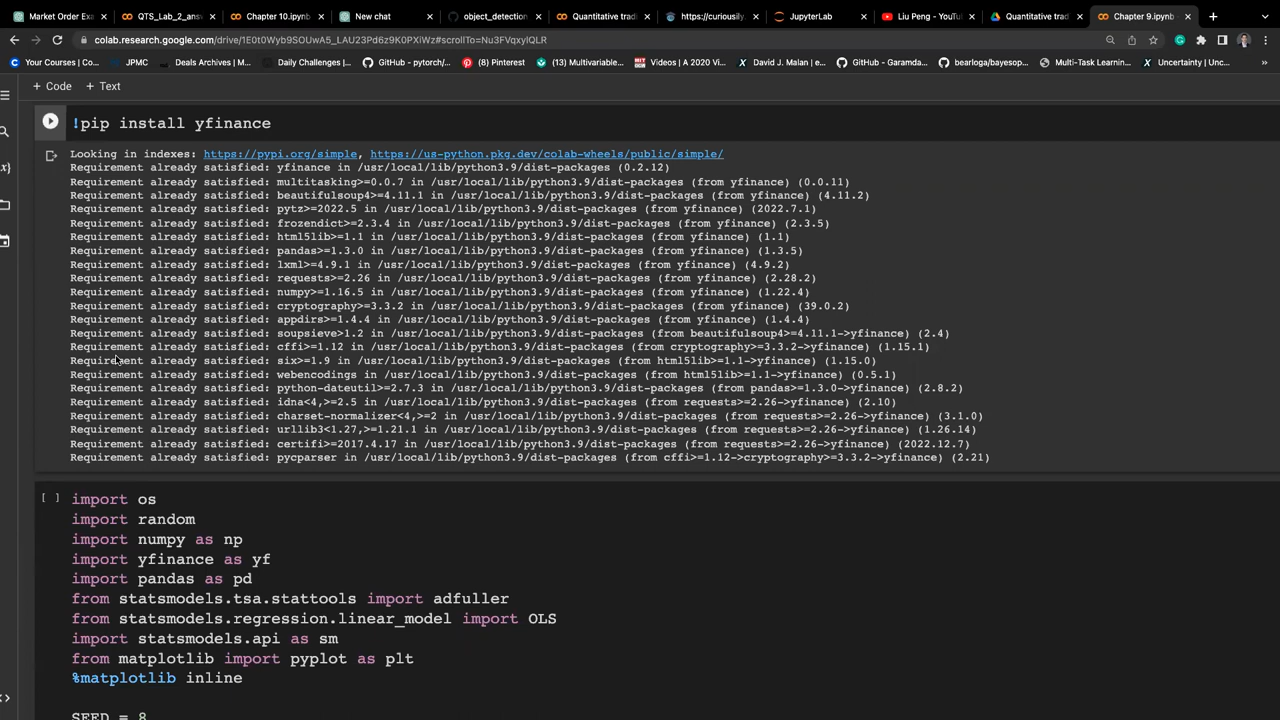 Market Order Ex
QTS_Lab_2_ans
Chapter 10.ipynb
New chat
object_detection
Quantitative tradi
https://curiousily
JupyterLab
Liu Peng - YouTu
Quantitative tradi
Chapter 9.ipynb
colab.research.google.com/drive/1E0t0Wyb9SOUwA5_LAU23Pd6z9K0PXiWz#scrollTo=Nu3FVqxylQLR
Your Courses | Co...
JPMC
Deals Archives | M...
Daily Challenges |...
GitHub - pytorch/...
(8) Pinterest
(13) Multivariable...
Videos | A 2020 Vi...
David J. Malan | e...
GitHub - Garamda...
bearloga/bayesop...
Multi-Task Learnin...
Uncertainty | Unc...
+ Code + Text
!pip install yfinance
Looking in indexes: https://pypi.org/simple, https://us-python.pkg.dev/colab-wheels/public/simple/
Requirement already satisfied: yfinance in /usr/local/lib/python3.9/dist-packages (0.2.12)
Requirement already satisfied: multitasking>=0.0.7 in /usr/local/lib/python3.9/dist-packages (from yfinance) (0.0.11)
Requirement already satisfied: beautifulsoup4>=4.11.1 in /usr/local/lib/python3.9/dist-packages (from yfinance) (4.11.2)
Requirement already satisfied: pytz>=2022.5 in /usr/local/lib/python3.9/dist-packages (from yfinance) (2022.7.1)
Requirement already satisfied: frozendict>=2.3.4 in /usr/local/lib/python3.9/dist-packages (from yfinance) (2.3.5)
Requirement already satisfied: html5lib>=1.1 in /usr/local/lib/python3.9/dist-packages (from yfinance) (1.1)
Requirement already satisfied: pandas>=1.3.0 in /usr/local/lib/python3.9/dist-packages (from yfinance) (1.3.5)
Requirement already satisfied: lxml>=4.9.1 in /usr/local/lib/python3.9/dist-packages (from yfinance) (4.9.2)
Requirement already satisfied: requests>=2.26 in /usr/local/lib/python3.9/dist-packages (from yfinance) (2.28.2)
Requirement already satisfied: numpy>=1.16.5 in /usr/local/lib/python3.9/dist-packages (from yfinance) (1.22.4)
Requirement already satisfied: cryptography>=3.3.2 in /usr/local/lib/python3.9/dist-packages (from yfinance) (39.0.2)
Requirement already satisfied: appdirs>=1.4.4 in /usr/local/lib/python3.9/dist-packages (from yfinance) (1.4.4)
Requirement already satisfied: soupsieve>1.2 in /usr/local/lib/python3.9/dist-packages (from beautifulsoup4>=4.11.1->yfinance) (2.4)
Requirement already satisfied: cffi>=1.12 in /usr/local/lib/python3.9/dist-packages (from cryptography>=3.3.2->yfinance) (1.15.1)
Requirement already satisfied: six>=1.9 in /usr/local/lib/python3.9/dist-packages (from html5lib>=1.1->yfinance) (1.15.0)
Requirement already satisfied: webencodings in /usr/local/lib/python3.9/dist-packages (from html5lib>=1.1->yfinance) (0.5.1)
Requirement already satisfied: python-dateutil>=2.7.3 in /usr/local/lib/python3.9/dist-packages (from pandas>=1.3.0->yfinance) (2.8.2)
Requirement already satisfied: idna<4,>=2.5 in /usr/local/lib/python3.9/dist-packages (from requests>=2.26->yfinance) (2.10)
Requirement already satisfied: charset-normalizer<4,>=2 in /usr/local/lib/python3.9/dist-packages (from requests>=2.26->yfinance) (3.1.0)
Requirement already satisfied: urllib3<1.27,>=1.21.1 in /usr/local/lib/python3.9/dist-packages (from requests>=2.26->yfinance) (1.26.14)
Requirement already satisfied: certifi>=2017.4.17 in /usr/local/lib/python3.9/dist-packages (from requests>=2.26->yfinance) (2022.12.7)
Requirement already satisfied: pycparser in /usr/local/lib/python3.9/dist-packages (from cffi>=1.12->cryptography>=3.3.2->yfinance) (2.21)
[ ] import os
import random
import numpy as np
import yfinance as yf
import pandas as pd
from statsmodels.tsa.stattools import adfuller
from statsmodels.regression.linear_model import OLS
import statsmodels.api as sm
from matplotlib import pyplot as plt
%matplotlib inline
SEED = 8